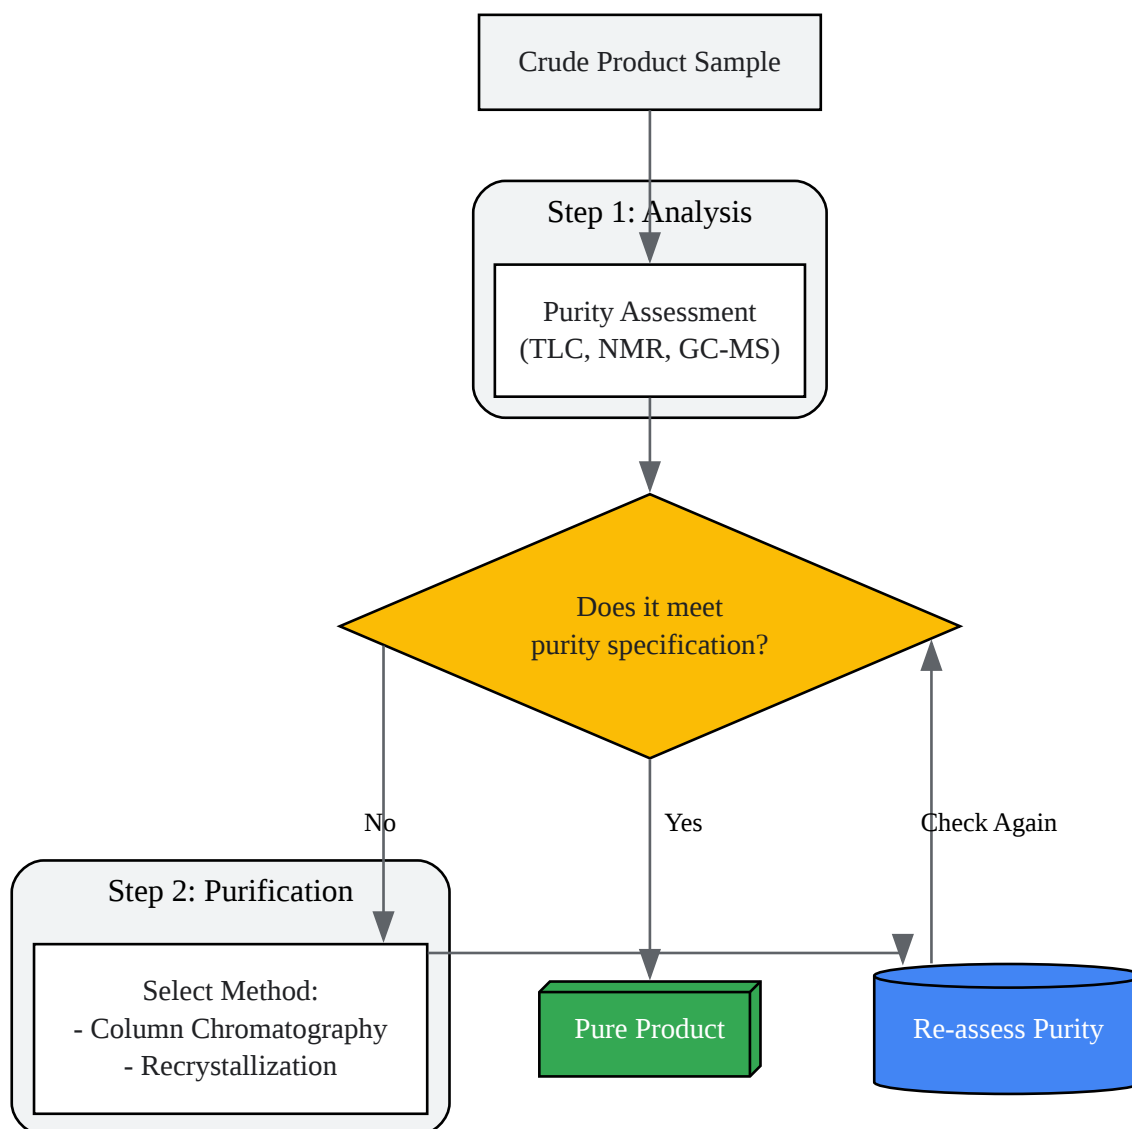 Crude Product Sample
Step 1: Analysis
Purity Assessment
(TLC, NMR, GC-MS)
Does it meet
purity specification?
No
Yes
Check Again
Step 2: Purification
Select Method:
- Column Chromatography
- Recrystallization
Pure Product
Re-assess Purity